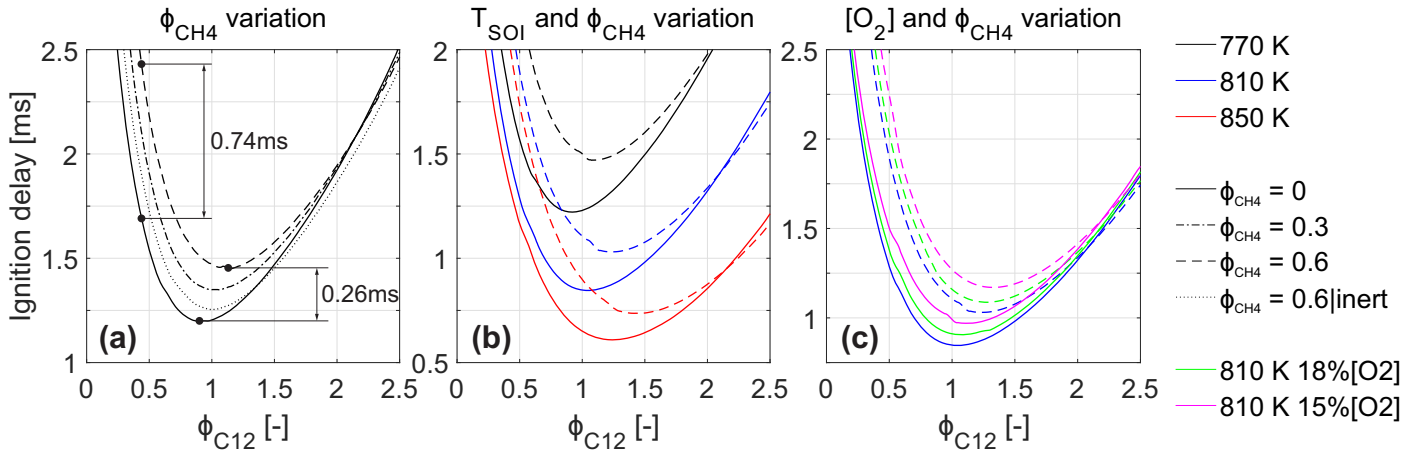 ϕCH4 variation
TSOI and ϕCH4 variation
[O2] and ϕCH4 variation
Ignition delay [ms]
2.5
2
1.5
1
0.74ms
0.26ms
(a)
0 0.5 1 1.5 2 2.5
ϕC12 [-]
2
1.5
1
0.5
(b)
0 0.5 1 1.5 2 2.5
ϕC12 [-]
2.5
2
1.5
1
(c)
0 0.5 1 1.5 2 2.5
ϕC12 [-]
770 K
810 K
850 K
ϕCH4 = 0
ϕCH4 = 0.3
ϕCH4 = 0.6
ϕCH4 = 0.6|inert
810 K 18%[O2]
810 K 15%[O2]